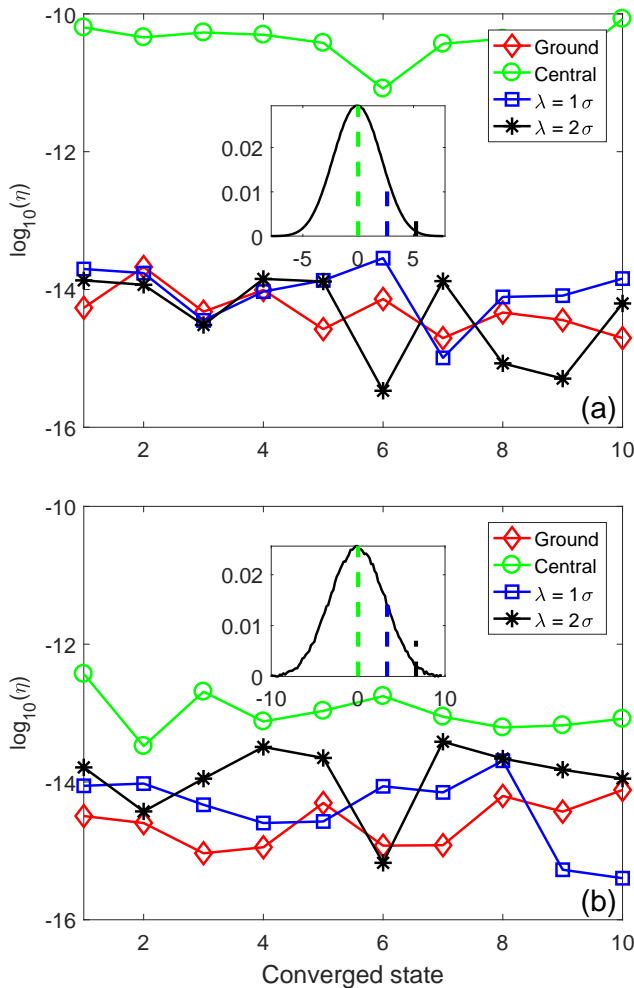 -10
-12
-14
-16
log10(η)
2
4
6
8
10
Ground
Central
λ = 1σ
λ = 2σ
0.02
0.01
0
-5
0
5
(a)
-10
-12
-14
-16
log10(η)
2
4
6
8
10
Ground
Central
λ = 1σ
λ = 2σ
0.02
0.01
0
-10
0
10
(b)
Converged state